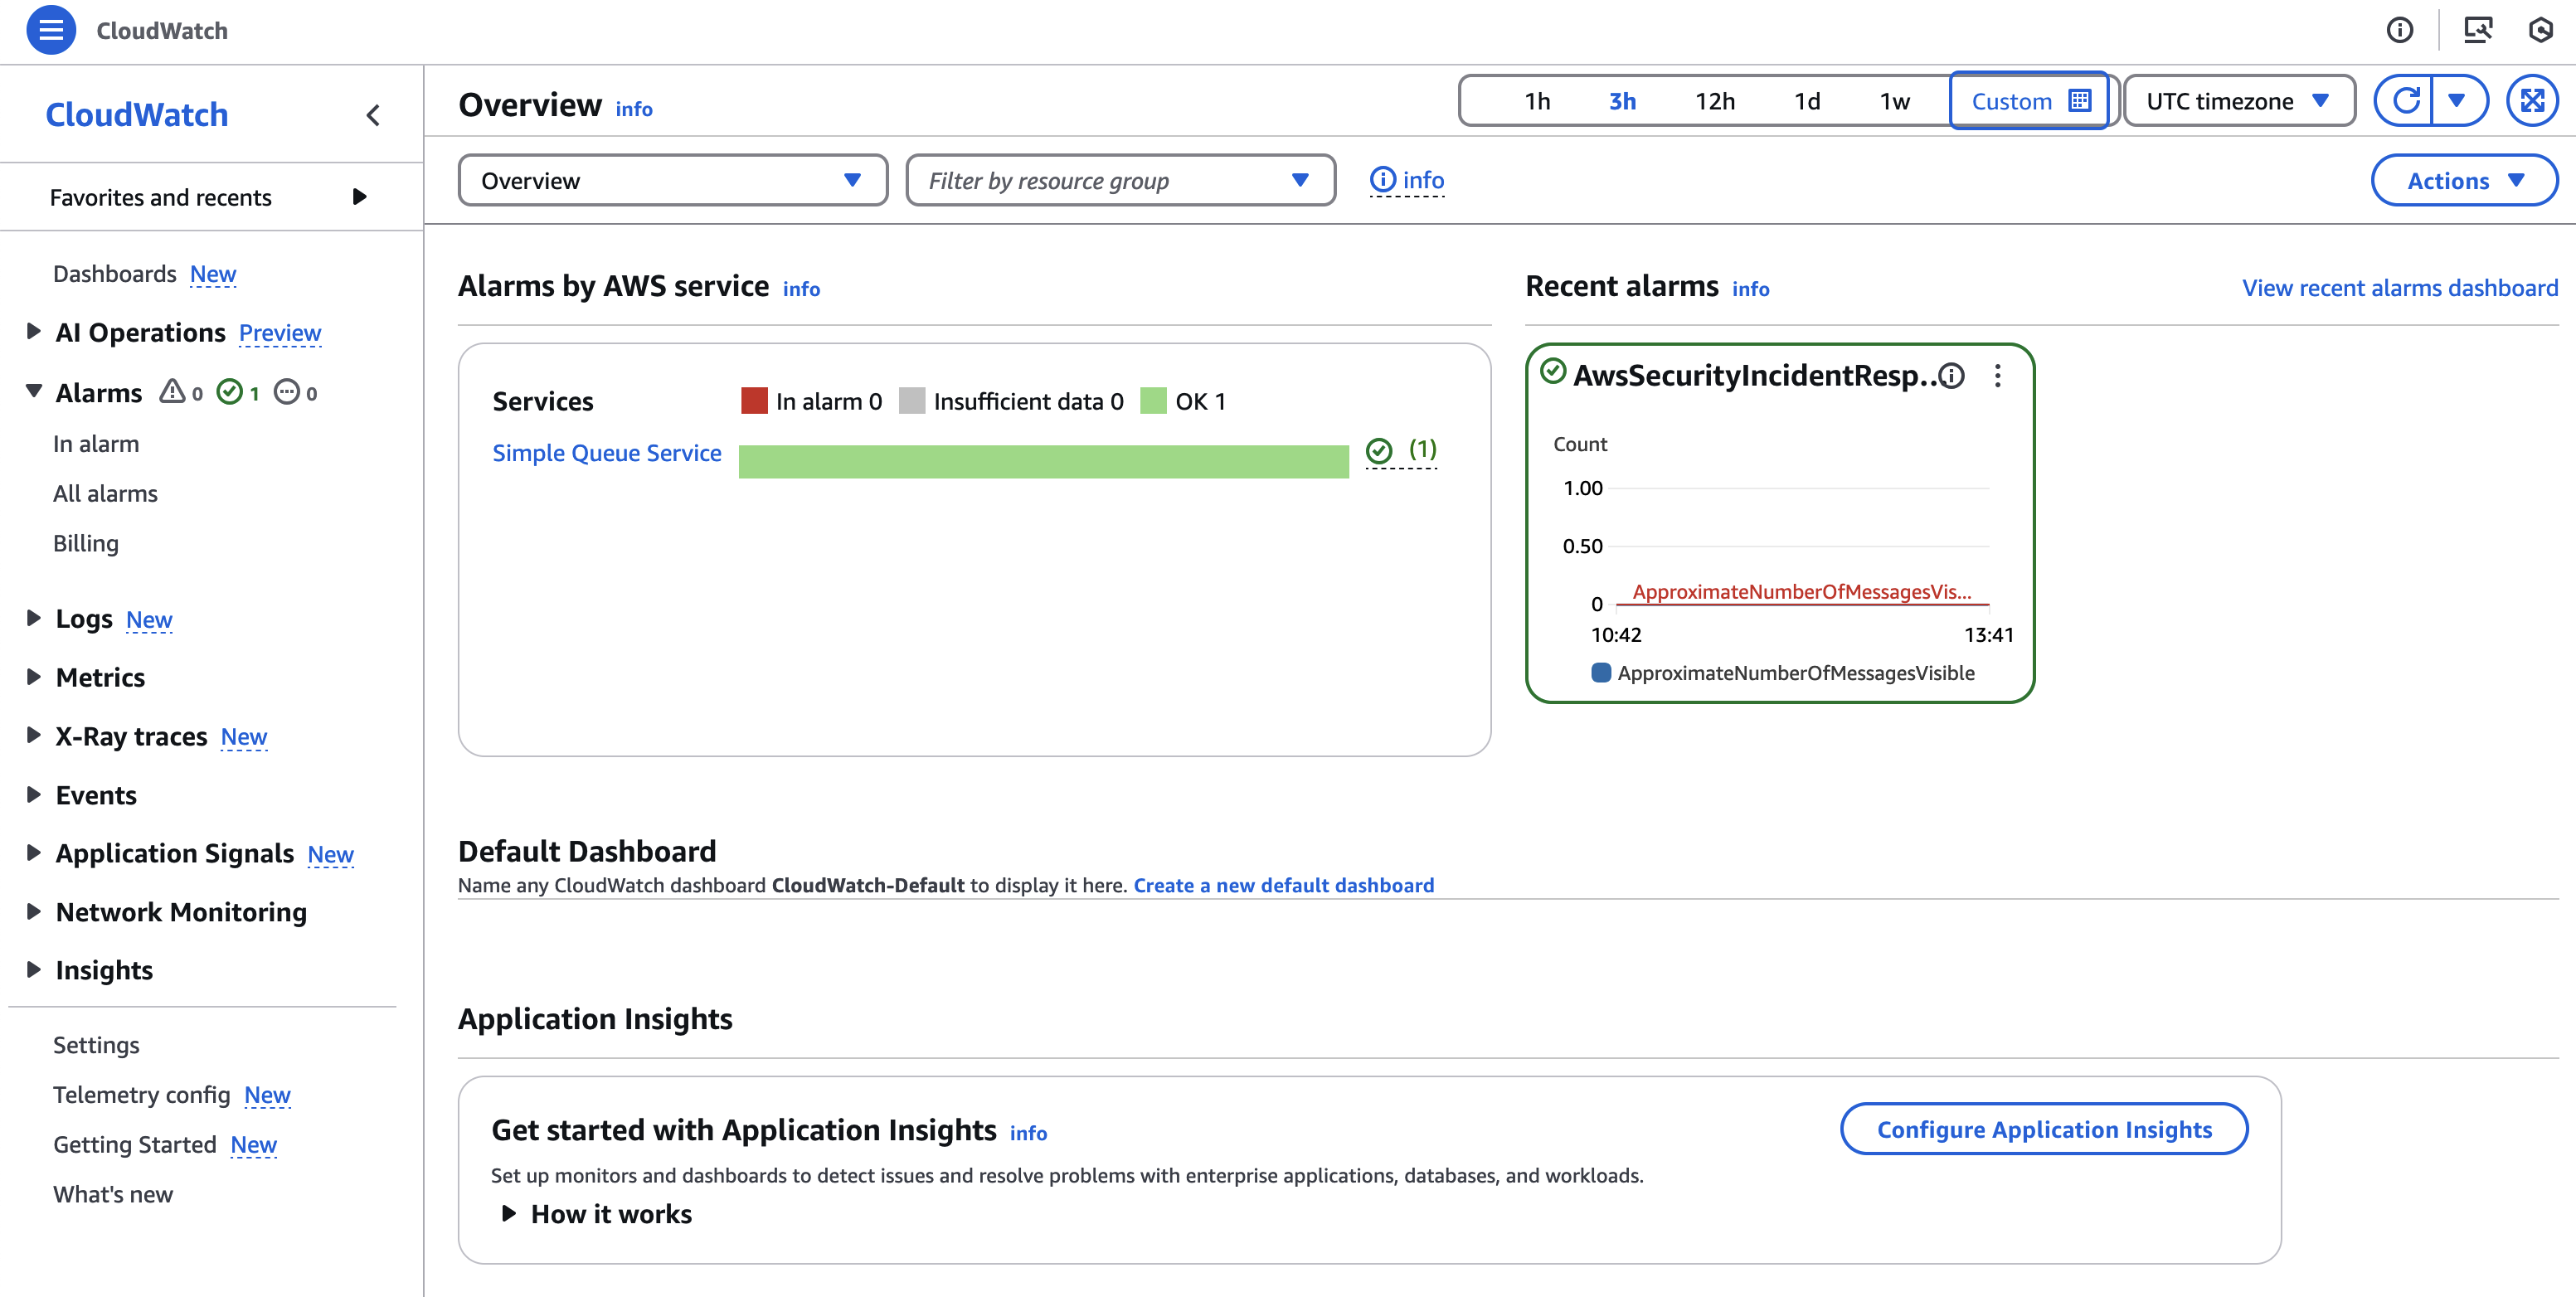 CloudWatch
CloudWatch
Favorites and recents
Dashboards New
AI Operations Preview
Alarms 0 1 0
In alarm
All alarms
Billing
Logs New
Metrics
X-Ray traces New
Events
Application Signals New
Network Monitoring
Insights
Settings
Telemetry config New
Getting Started New
What's new
Overview info
1h 3h 12h 1d 1w Custom UTC timezone
Overview Filter by resource group info Actions
Alarms by AWS service info
Services In alarm 0 Insufficient data 0 OK 1
Simple Queue Service (1)
Recent alarms info View recent alarms dashboard
AwsSecurityIncidentResp...
Count
1.00
0.50
ApproximateNumberOfMessagesVis...
0
10:42 13:41
ApproximateNumberOfMessagesVisible
Default Dashboard
Name any CloudWatch dashboard CloudWatch-Default to display it here. Create a new default dashboard
Application Insights
Get started with Application Insights info Configure Application Insights
Set up monitors and dashboards to detect issues and resolve problems with enterprise applications, databases, and workloads.
How it works